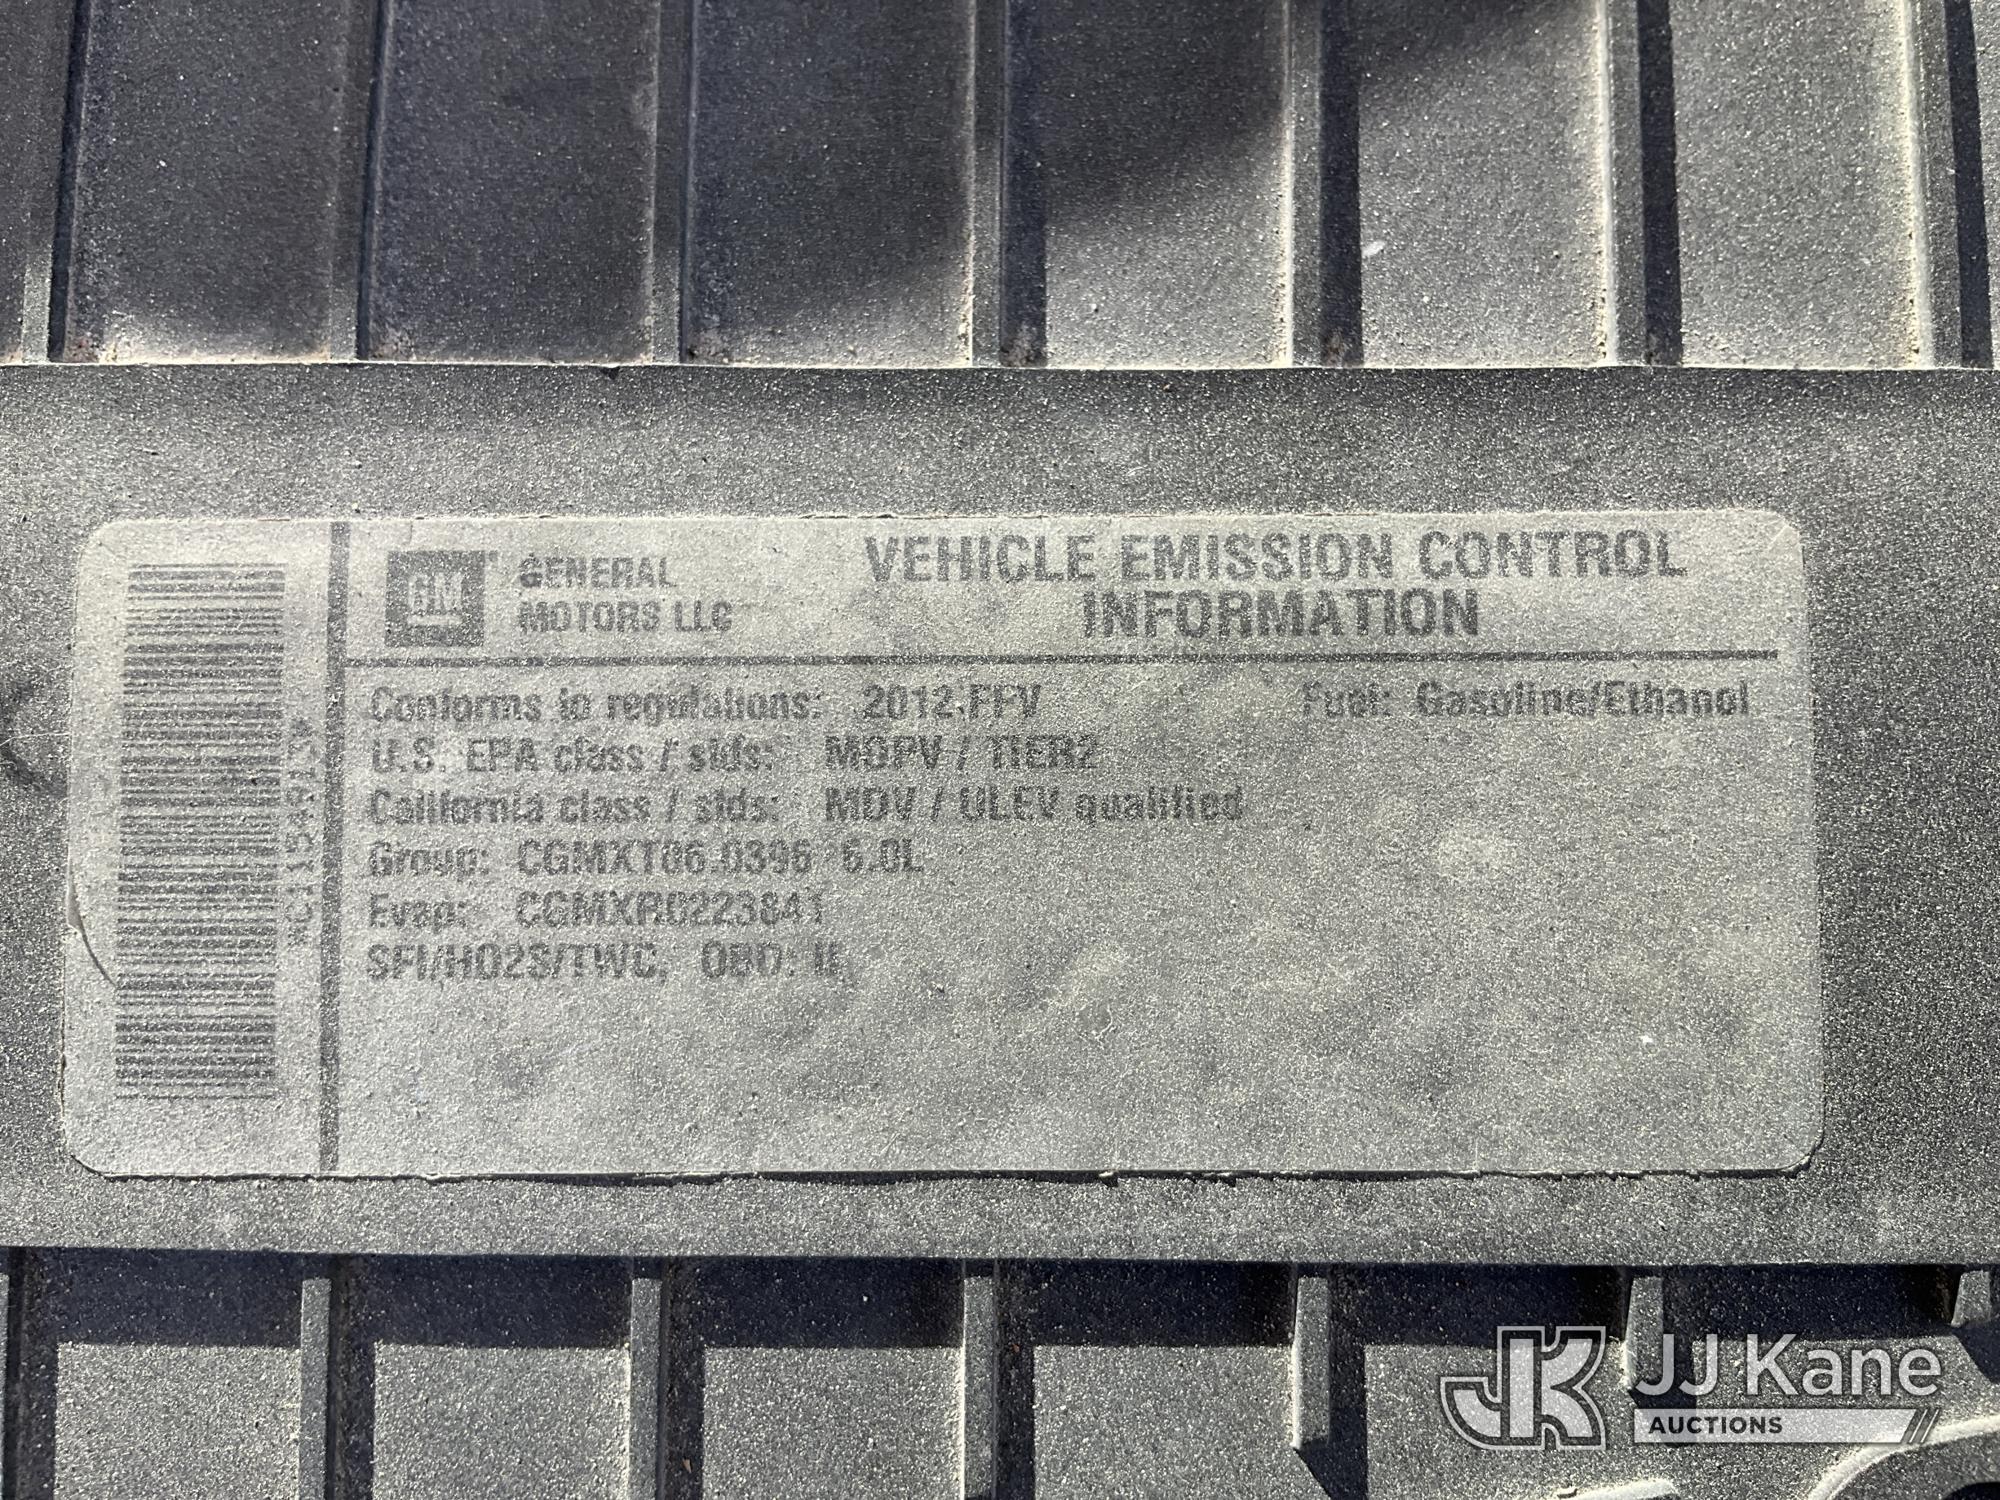 GM
GENERAL
MOTORS LLC
VEHICLE EMISSION CONTROL
INFORMATION
Conforms to regulations: 2012 FFV Fuel: Gasoline/Ethanol
U.S. EPA class / stds: MDPV / TIER2
California class / stds: MDV / ULEV qualified
Group: CGMXT06.0396 6.0L
Evap: CGMXR0223841
SFI/HO2S/TWC, OBD: II
JK JJ Kane
AUCTIONS